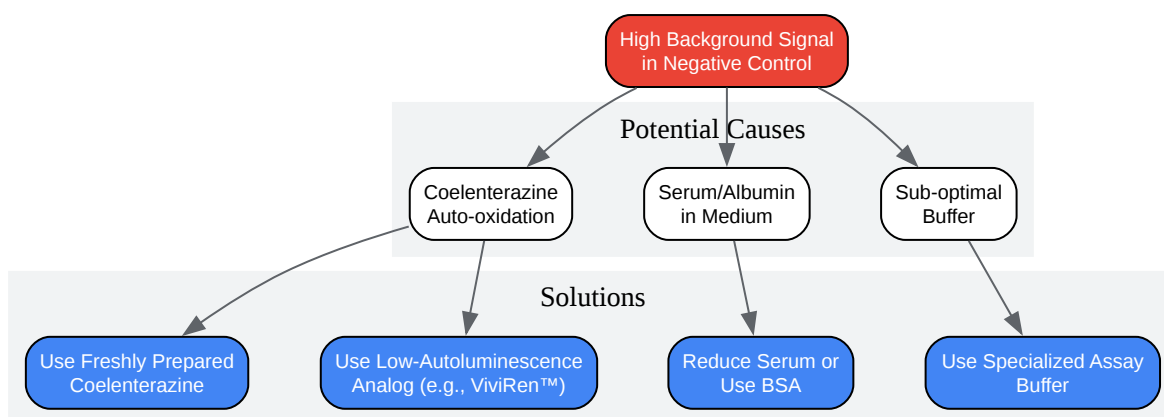 High Background Signal
in Negative Control
Potential Causes
Coelenterazine
Auto-oxidation
Serum/Albumin
in Medium
Sub-optimal
Buffer
Solutions
Use Freshly Prepared
Coelenterazine
Use Low-Autoluminescence
Analog (e.g., ViviRen™)
Reduce Serum or
Use BSA
Use Specialized Assay
Buffer